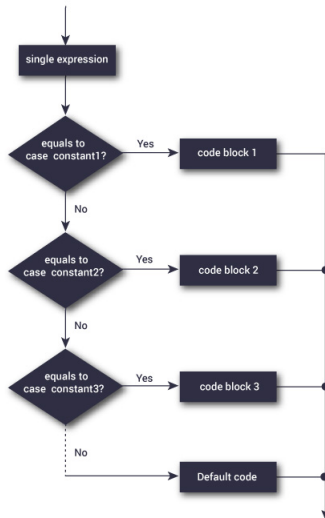 single expression
equals to
case constant1?
Yes
code block 1
No
equals to
case constant2?
Yes
code block 2
No
equals to
case constant3?
Yes
code block 3
No
Default code